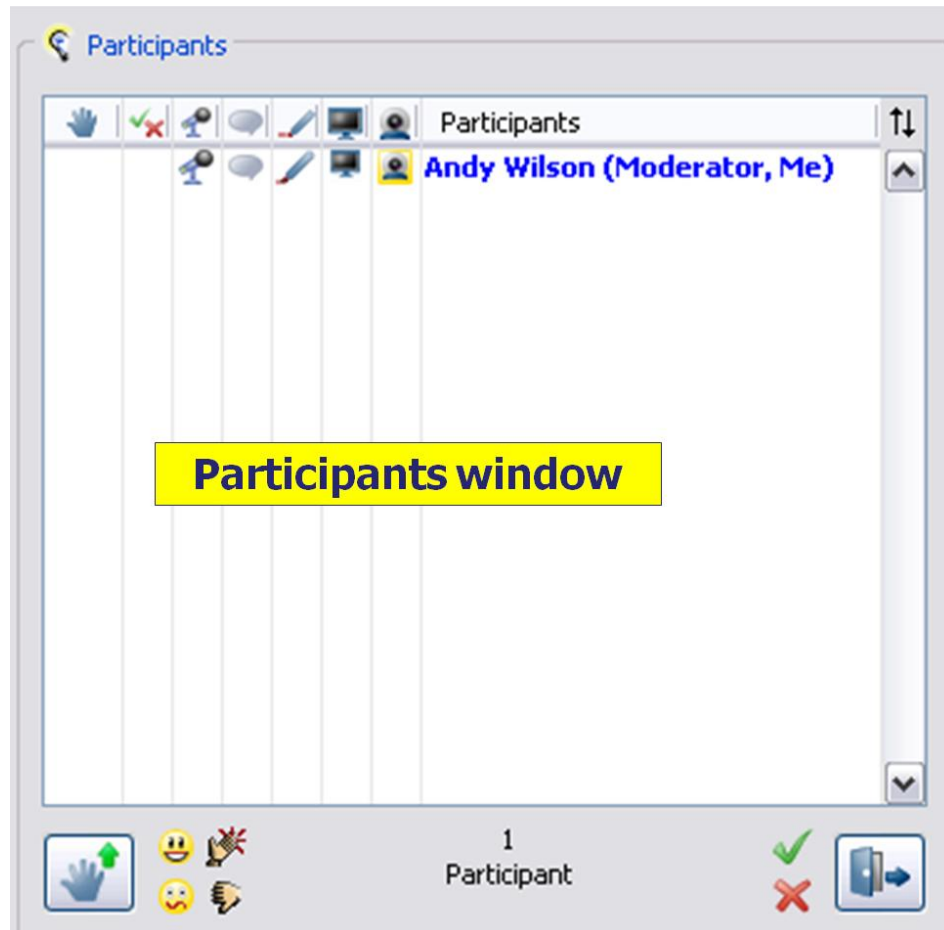 Participants
Participants
Andy Wilson (Moderator, Me)
Participants window
1
Participant